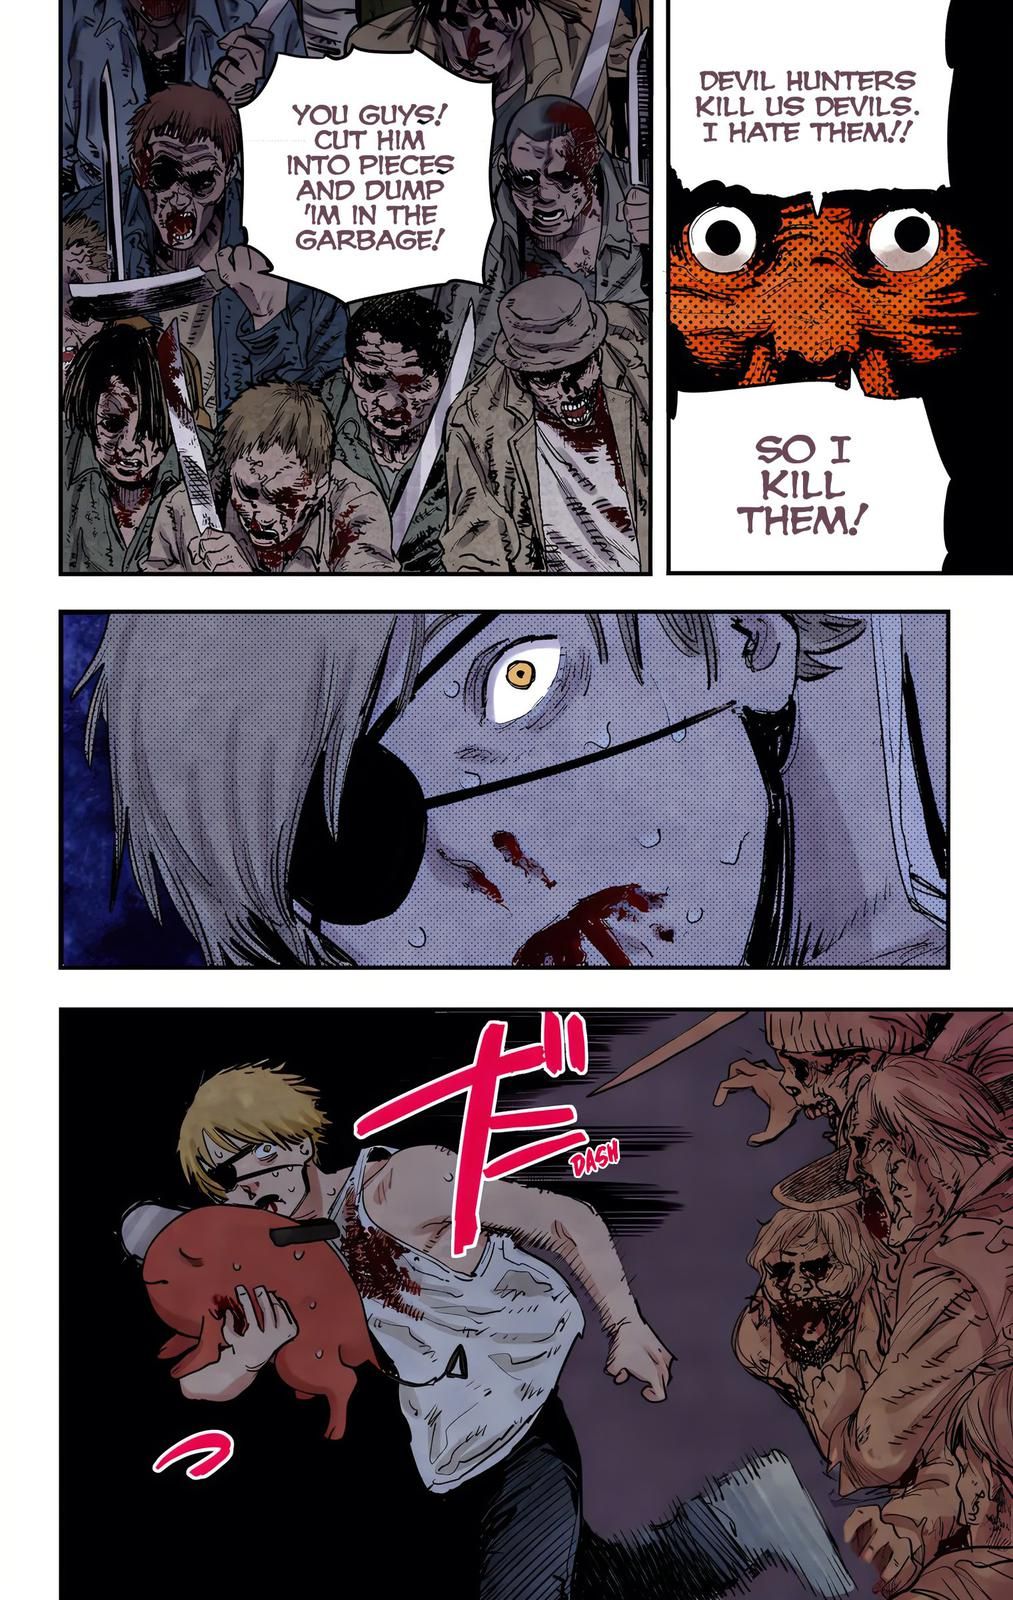 DEVIL HUNTERS
KILL US DEVILS.
I HATE THEM!!
SO I
KILL
THEM!
YOU GUYS!
CUT HIM
INTO PIECES
AND DUMP
'IM IN THE
GARBAGE!
ダッ
DASH